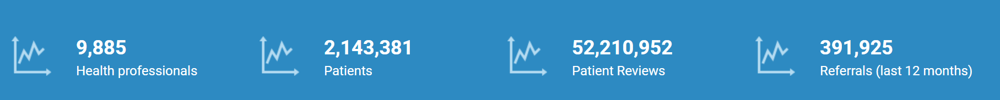 9,885
Health professionals
2,143,381
Patients
52,210,952
Patient Reviews
391,925
Referrals (last 12 months)